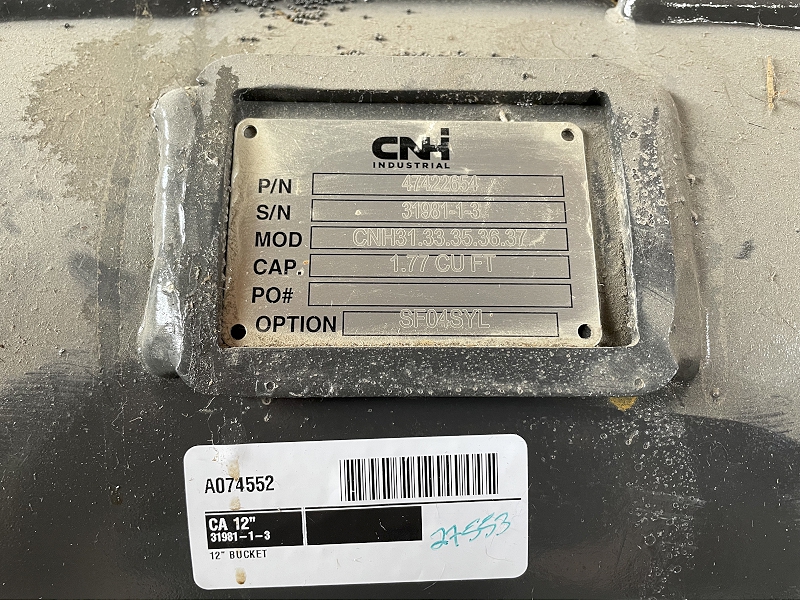 CNH
INDUSTRIAL
P/N 47422654
S/N 31981-1-3
MOD CNH31.33.35.36.37
CAP. 1.77 CU FT
PO#
OPTION SF04SYL
A074552
CA 12"
31981-1-3
27553
12" BUCKET